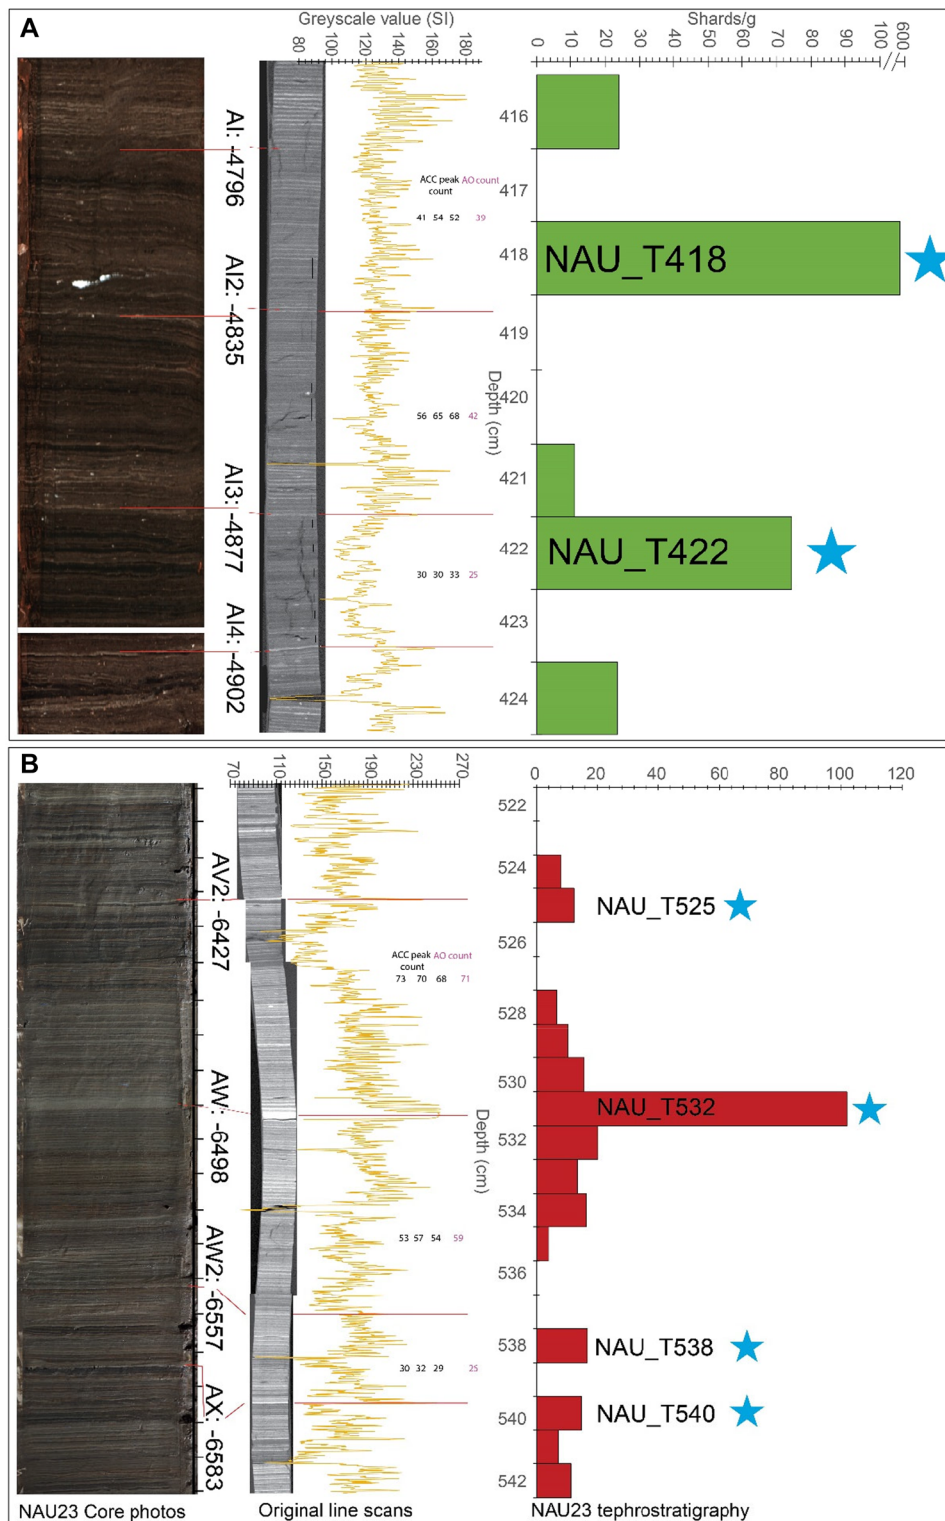 A
Greyscale value (SI)
80 100 120 140 160 180
Shards/g
0 10 20 30 40 50 60 70 80 90 100 600
AI: -4796
AI2: -4835
AI3: -4877
AI4: -4902
ACC peak AO count
count
41 54 52 39
56 65 68 42
30 30 33 25
Depth (cm)
416
417
418
419
420
421
422
423
424
NAU_T418
NAU_T422
B
70 110 150 190 230 270
0 20 40 60 80 100 120
AV2: -6427
AW: -6498
AW2: -6557
AX: -6583
ACC peak AO count
count
73 70 68 71
53 57 54 59
30 32 29 25
Depth (cm)
522
524
526
528
530
532
534
536
538
540
542
NAU_T525
NAU_T532
NAU_T538
NAU_T540
NAU23 Core photos
Original line scans
NAU23 tephrostratigraphy